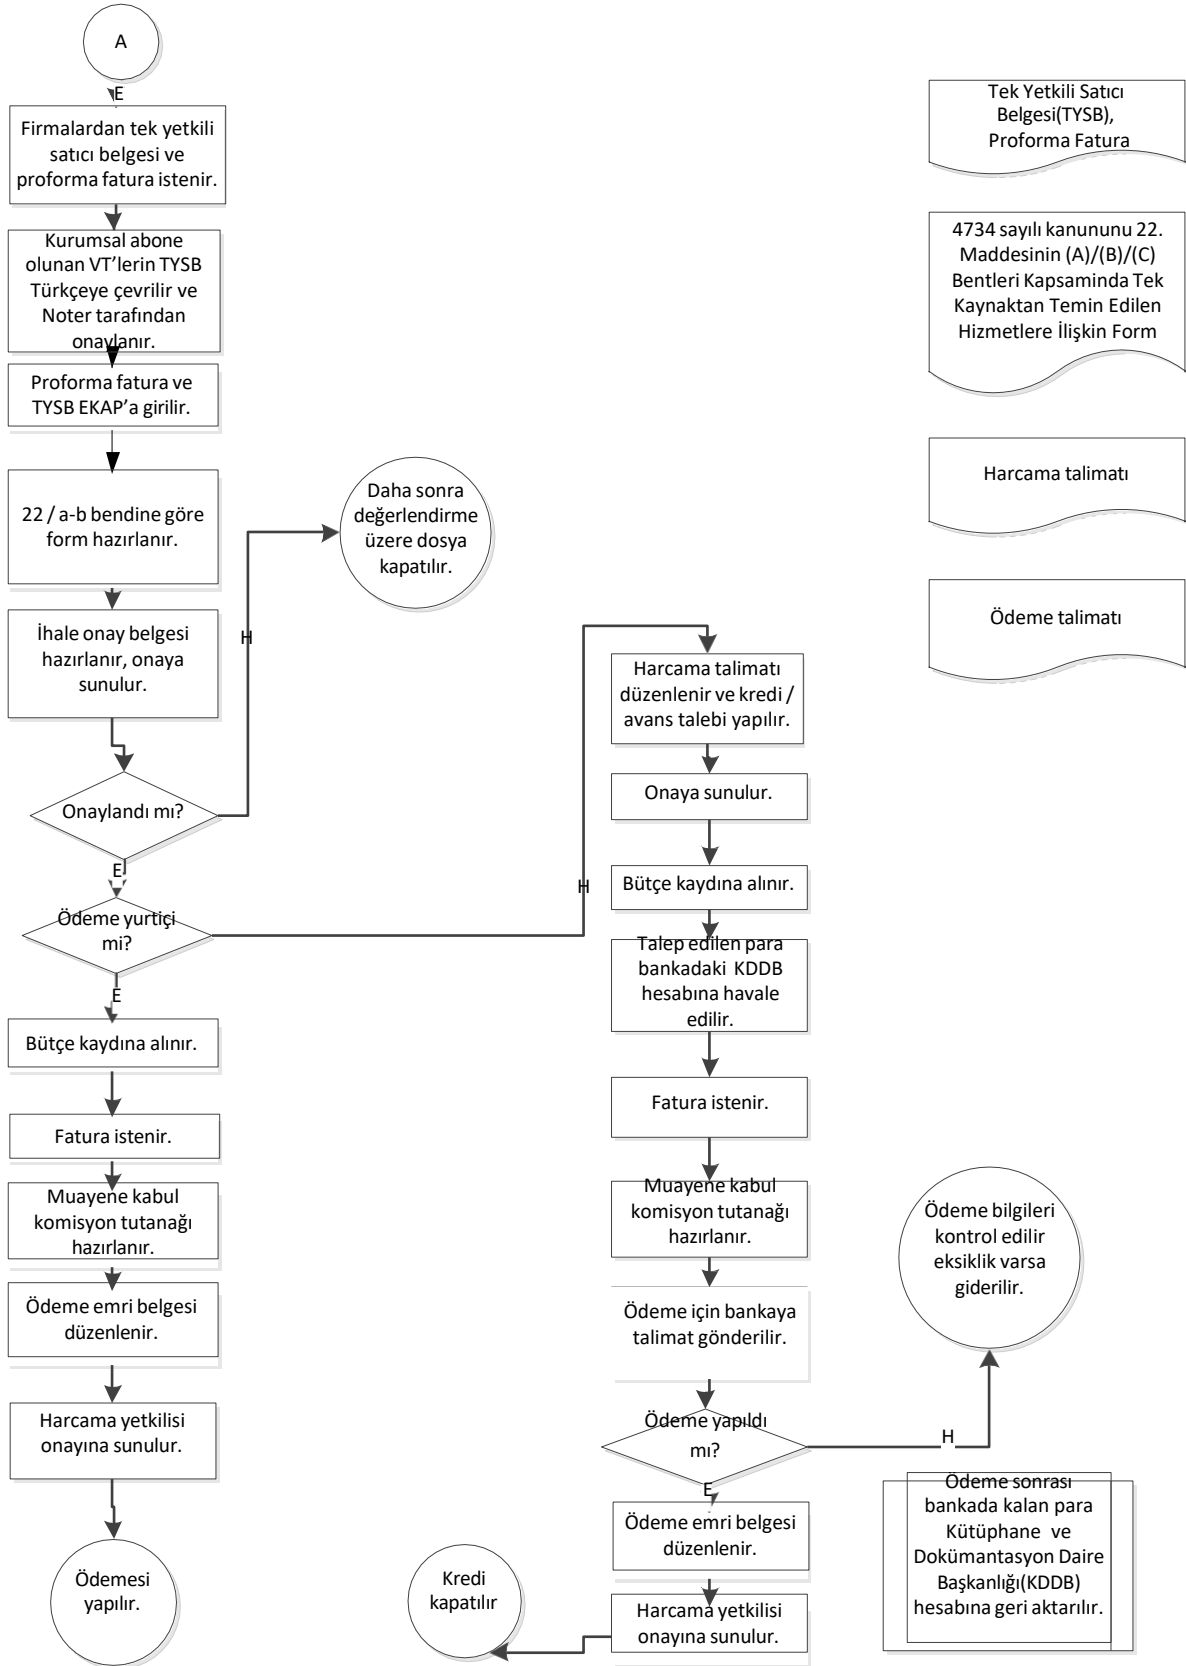 A
E
Firmalardan tek yetkili
satıcı belgesi ve
proforma fatura istenir.
Kurumsal abone
olunan VT’lerin TYSB
Türkçeye çevrilir ve
Noter tarafından
onaylanır.
Proforma fatura ve
TYSB EKAP’a girilir.
22 / a-b bendine göre
form hazırlanır.
İhale onay belgesi
hazırlanır, onaya
sunulur.
Onaylandı mı?
H
Daha sonra
değerlendirme
üzere dosya
kapatılır.
E
Ödeme yurtiçi
mi?
H
E
Bütçe kaydına alınır.
Fatura istenir.
Muayene kabul
komisyon tutanağı
hazırlanır.
Ödeme emri belgesi
düzenlenir.
Harcama yetkilisi
onayına sunulur.
Ödemesi
yapılır.
Harcama talimatı
düzenlenir ve kredi /
avans talebi yapılır.
Onaya sunulur.
Bütçe kaydına alınır.
Talep edilen para
bankadaki KDDB
hesabına havale
edilir.
Fatura istenir.
Muayene kabul
komisyon tutanağı
hazırlanır.
Ödeme için bankaya
talimat gönderilir.
Ödeme yapıldı
mı?
H
E
Ödeme emri belgesi
düzenlenir.
Harcama yetkilisi
onayına sunulur.
Kredi
kapatılır
Tek Yetkili Satıcı
Belgesi(TYSB),
Proforma Fatura
4734 sayılı kanununu 22.
Maddesinin (A)/(B)/(C)
Bentleri Kapsaminda Tek
Kaynaktan Temin Edilen
Hizmetlere İlişkin Form
Harcama talimatı
Ödeme talimatı
Ödeme bilgileri
kontrol edilir
eksiklik varsa
giderilir.
Ödeme sonrası
bankada kalan para
Kütüphane ve
Dokümantasyon Daire
Başkanlığı(KDDB)
hesabına geri aktarılır.